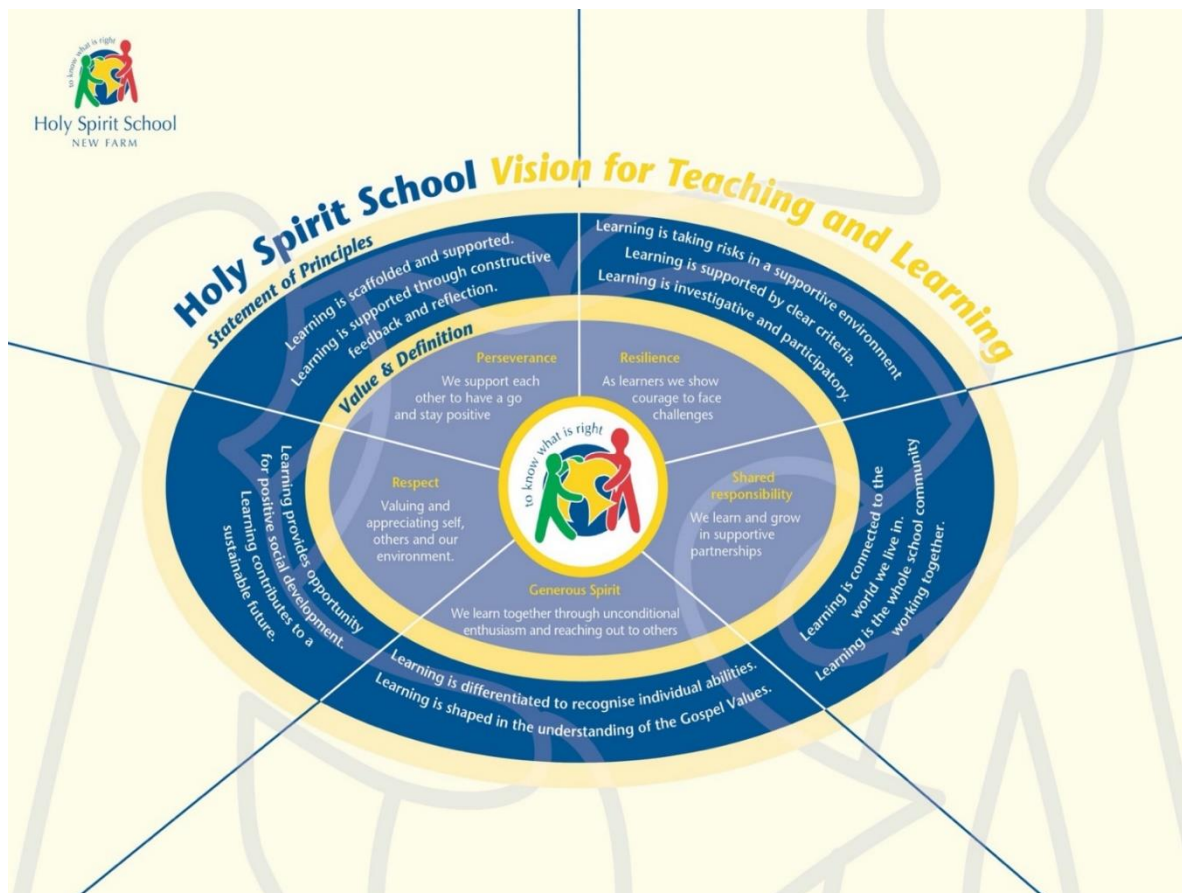 to know what is right
Holy Spirit School
NEW FARM
Holy Spirit School Vision for Teaching and Learning
Statement of Principles
Learning is scaffolded and supported.
Learning is supported through constructive
feedback and reflection.
Learning is taking risks in a supportive environment
Learning is supported by clear criteria.
Learning is investigative and participatory.
Value & Definition
Perseverance
We support each
other to have a go
and stay positive
Resilience
As learners we show
courage to face
challenges
to know what is right
Respect
Valuing and
appreciating self,
others and our
environment.
Shared
responsibility
We learn and grow
in supportive
partnerships
Generous Spirit
We learn together through unconditional
enthusiasm and reaching out to others
Learning provides opportunity
for positive social development.
Learning contributes to a
sustainable future.
Learning is connected to the
world we live in.
Learning is the whole school community
working together.
Learning is differentiated to recognise individual abilities.
Learning is shaped in the understanding of the Gospel Values.